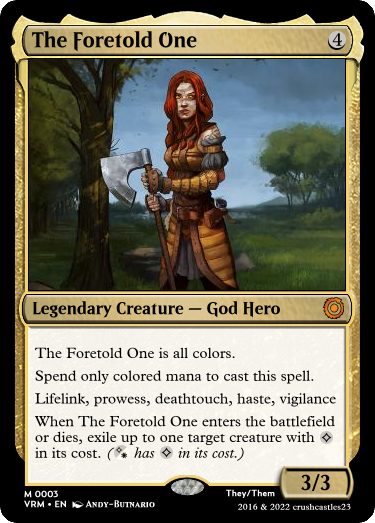 The Foretold One 4
Legendary Creature — God Hero
The Foretold One is all colors.
Spend only colored mana to cast this spell.
Lifelink, prowess, deathtouch, haste, vigilance
When The Foretold One enters the battlefield
or dies, exile up to one target creature with
in its cost. ( has in its cost.)
3/3
M 0003
VRM • EN Andy-Butnario
They/Them
2016 & 2022 crushcastles23